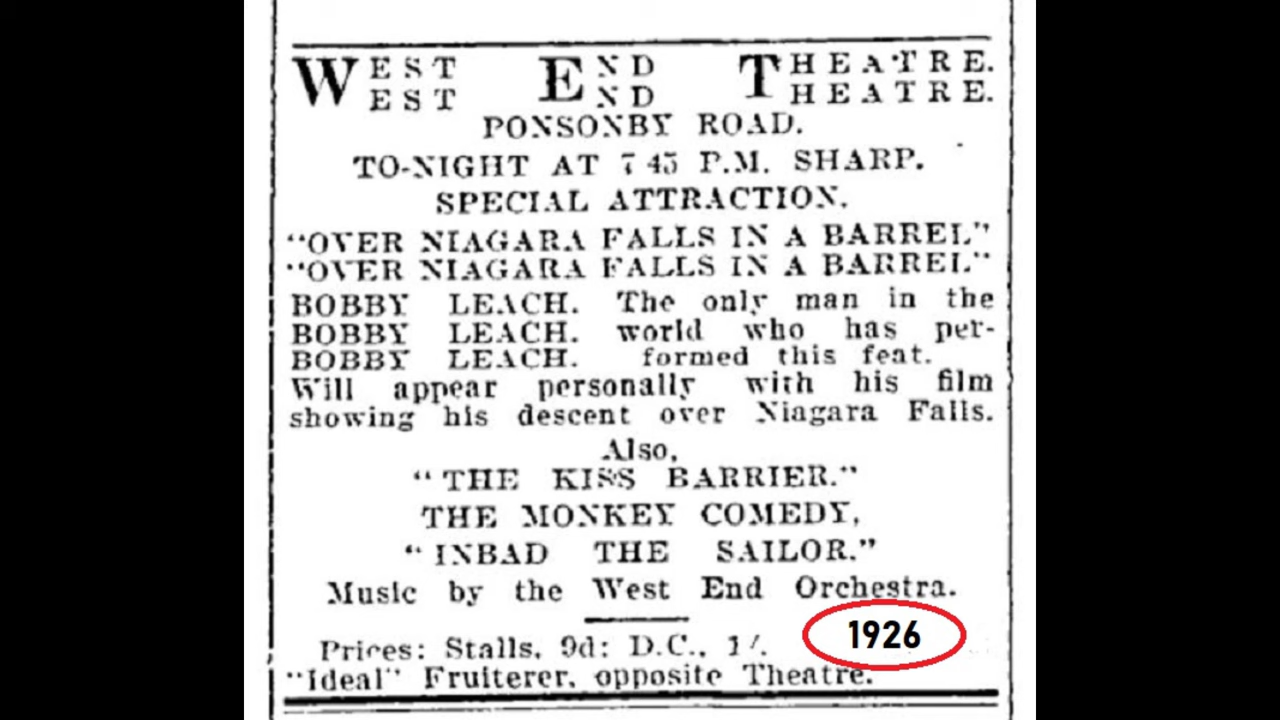 WEST END THEATRE.
WEST END THEATRE.
PONSONBY ROAD.
TO-NIGHT AT 7 45 P.M. SHARP.
SPECIAL ATTRACTION.
"OVER NIAGARA FALLS IN A BARREL"
"OVER NIAGARA FALLS IN A BARREL"
BOBBY LEACH. The only man in the
BOBBY LEACH. world who has per-
BOBBY LEACH. formed this feat.
Will appear personally with his film
showing his descent over Niagara Falls.
Also,
"THE KISS BARRIER."
THE MONKEY COMEDY,
"INBAD THE SAILOR."
Music by the West End Orchestra.
Prices: Stalls, 9d; D.C., 1/.
1926
"Ideal" Fruiterer, opposite Theatre.